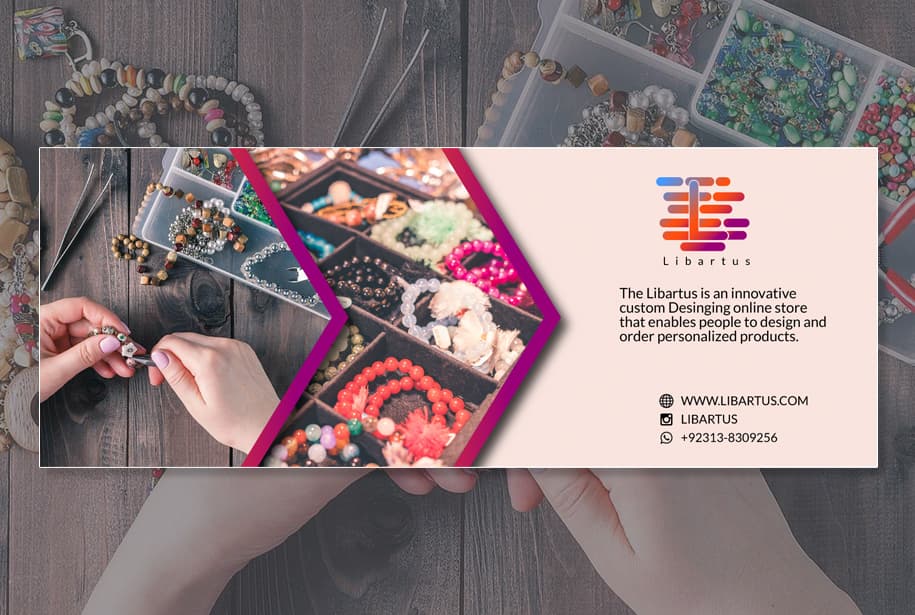 Libartus
The Libartus is an innovative
custom Desinging online store
that enables people to design and
order personalized products.
WWW.LIBARTUS.COM
LIBARTUS
+92313-8309256